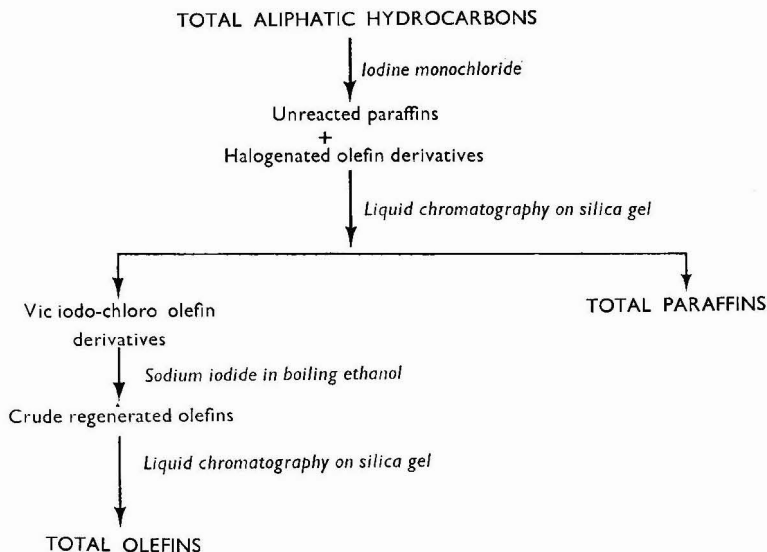 TOTAL ALIPHATIC HYDROCARBONS
Iodine monochloride
Unreacted paraffins
+
Halogenated olefin derivatives
Liquid chromatography on silica gel
Vic iodo-chloro olefin
derivatives
TOTAL PARAFFINS
Sodium iodide in boiling ethanol
Crude regenerated olefins
Liquid chromatography on silica gel
TOTAL OLEFINS